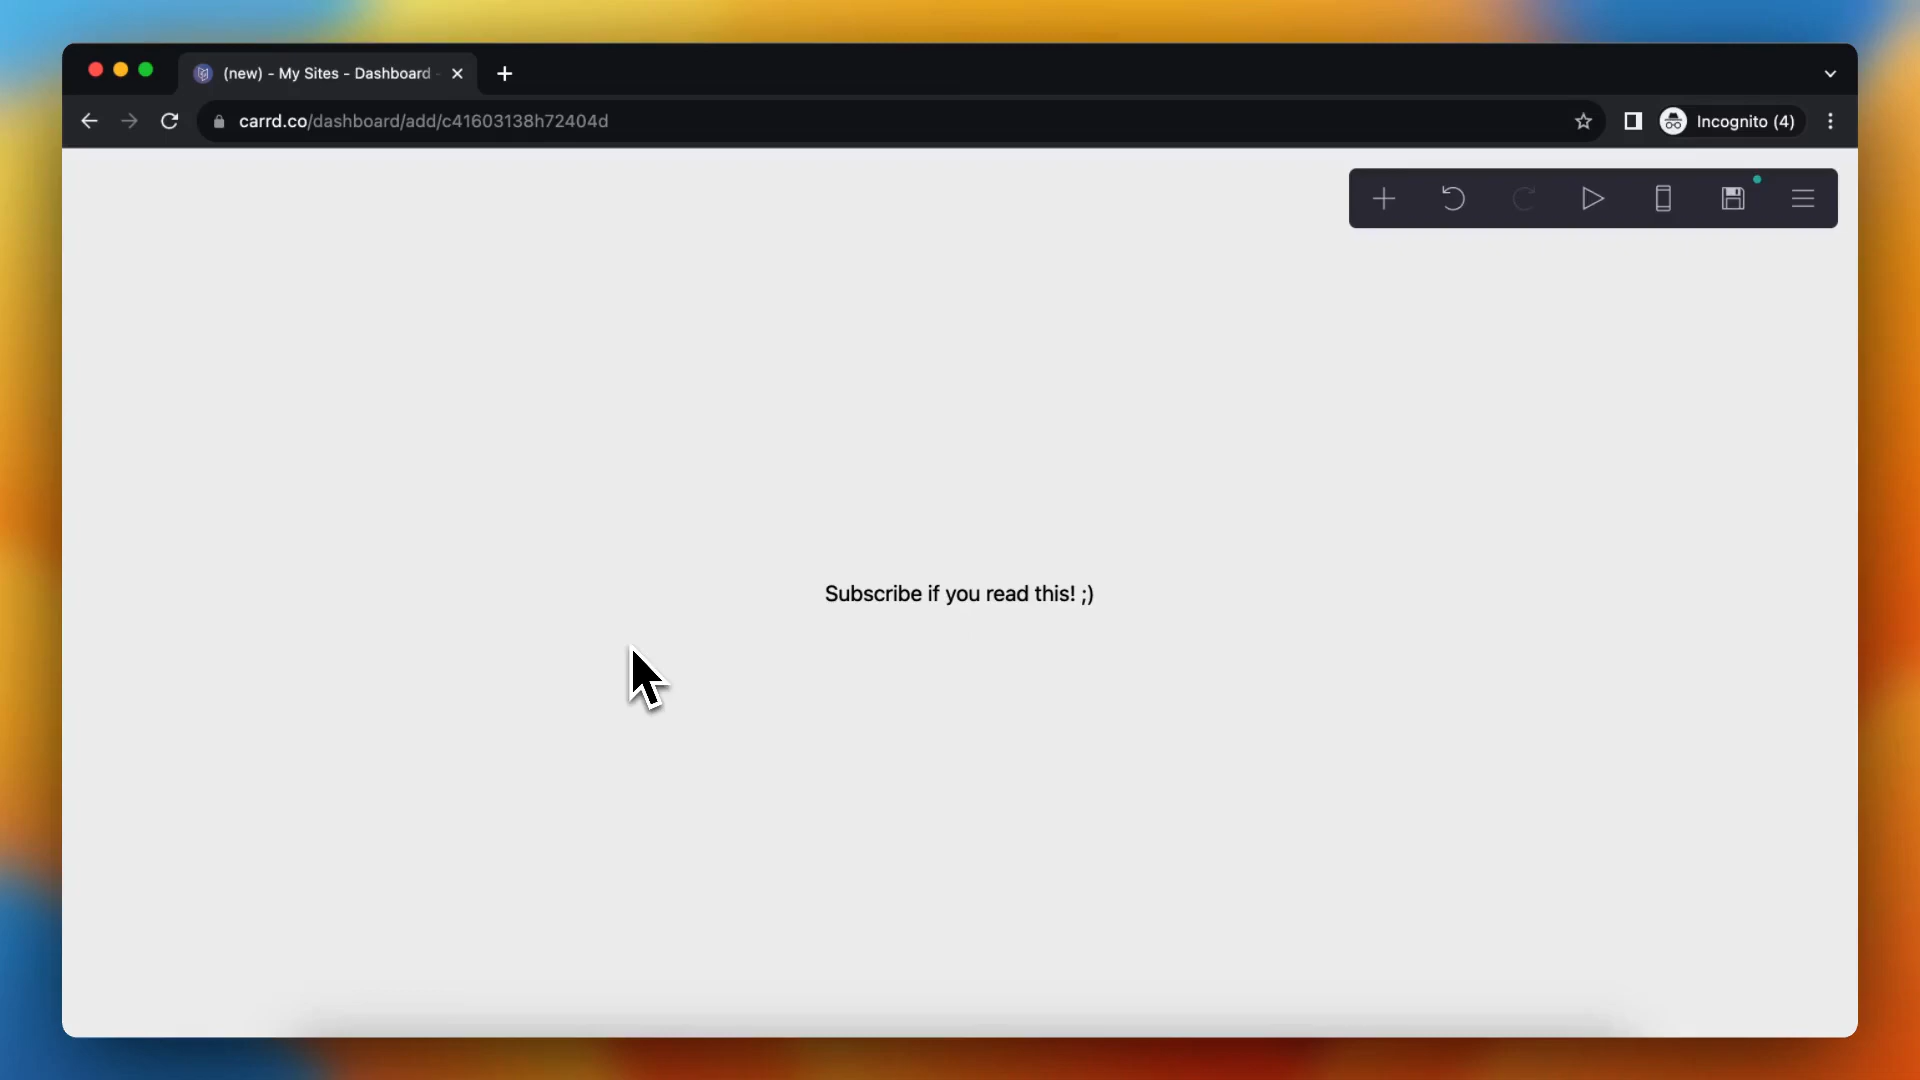 (new) - My Sites - Dashboard -
carrd.co/dashboard/add/c41603138h72404d
Incognito (4)
Subscribe if you read this! ;)